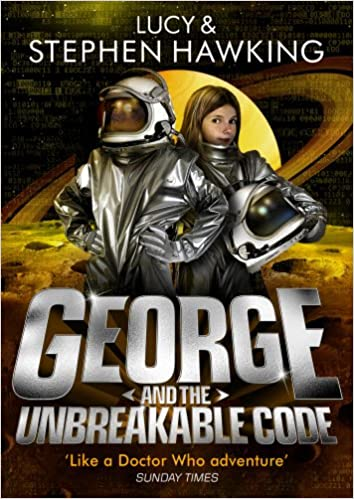 LUCY &
STEPHEN HAWKING
GEORGE
AND THE
UNBREAKABLE CODE
‘Like a Doctor Who adventure’
SUNDAY TIMES